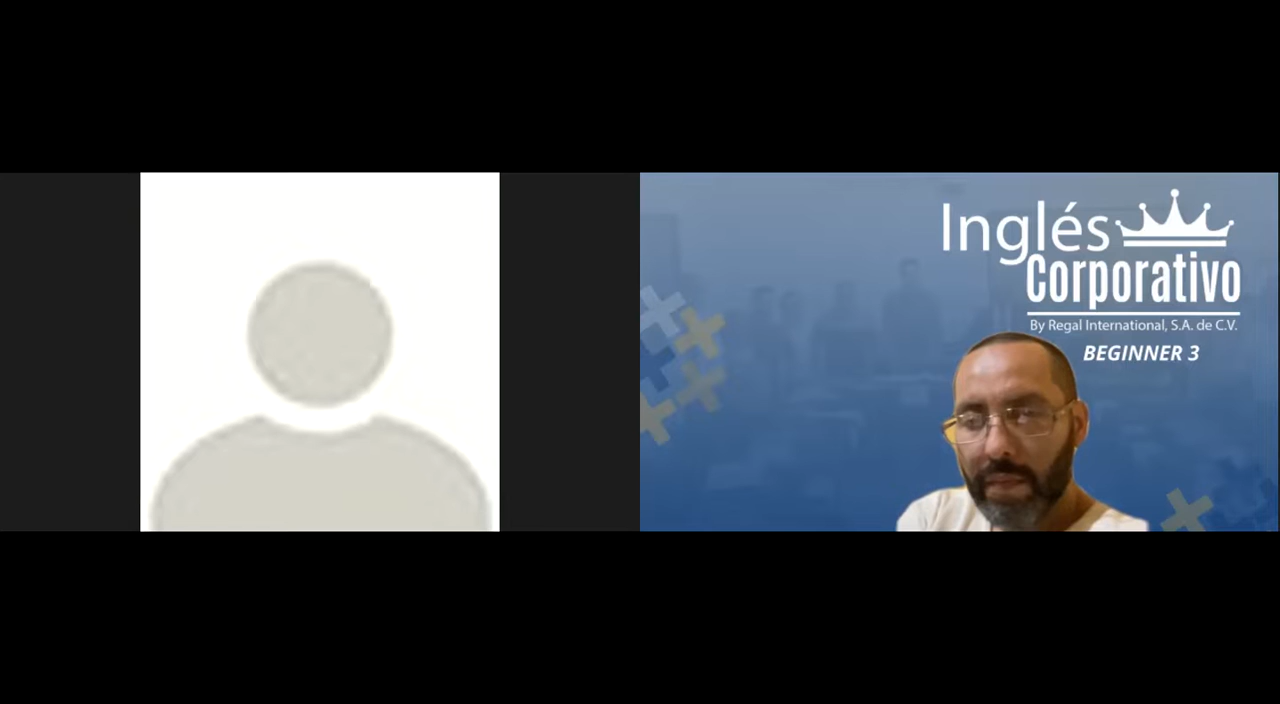 Inglés
Corporativo
By Regal International, S.A. de C.V.
BEGINNER 3